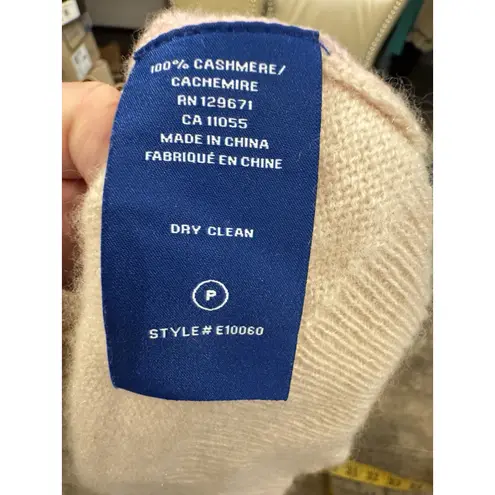 100% CASHMERE/
CACHEMIRE
RN 129671
CA 11055
MADE IN CHINA
FABRIQUÉ EN CHINE
DRY CLEAN
P
STYLE# E10060